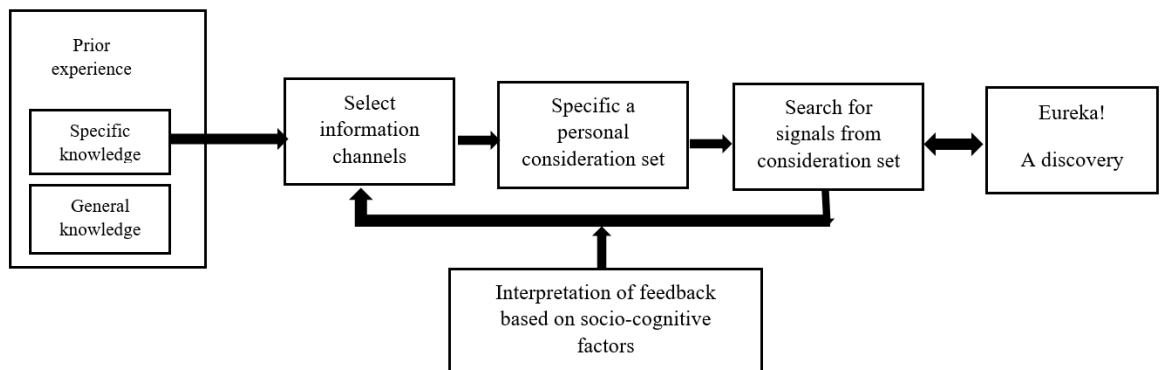 Prior
experience
Specific
knowledge
General
knowledge
Select
information
channels
Specific a
personal
consideration set
Search for
signals from
consideration set
Eureka!
A discovery
Interpretation of feedback
based on socio-cognitive
factors